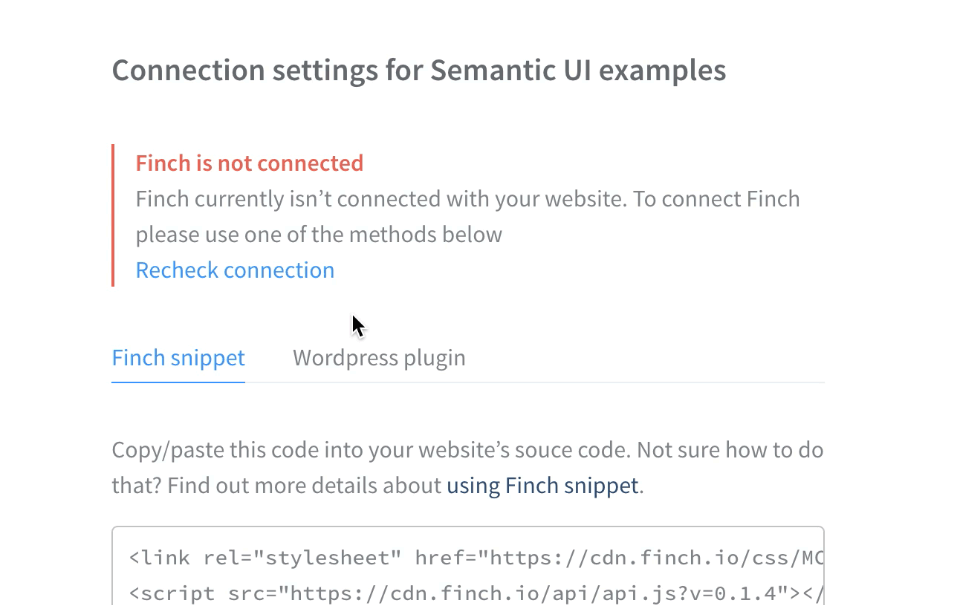 Connection settings for Semantic UI examples
Finch is not connected
Finch currently isn’t connected with your website. To connect Finch
please use one of the methods below
Recheck connection
Finch snippet
Wordpress plugin
Copy/paste this code into your website’s souce code. Not sure how to do
that? Find out more details about using Finch snippet.
<link rel="stylesheet" href="https://cdn.finch.io/css/MC
<script src="https://cdn.finch.io/api/api.js?v=0.1.4"></